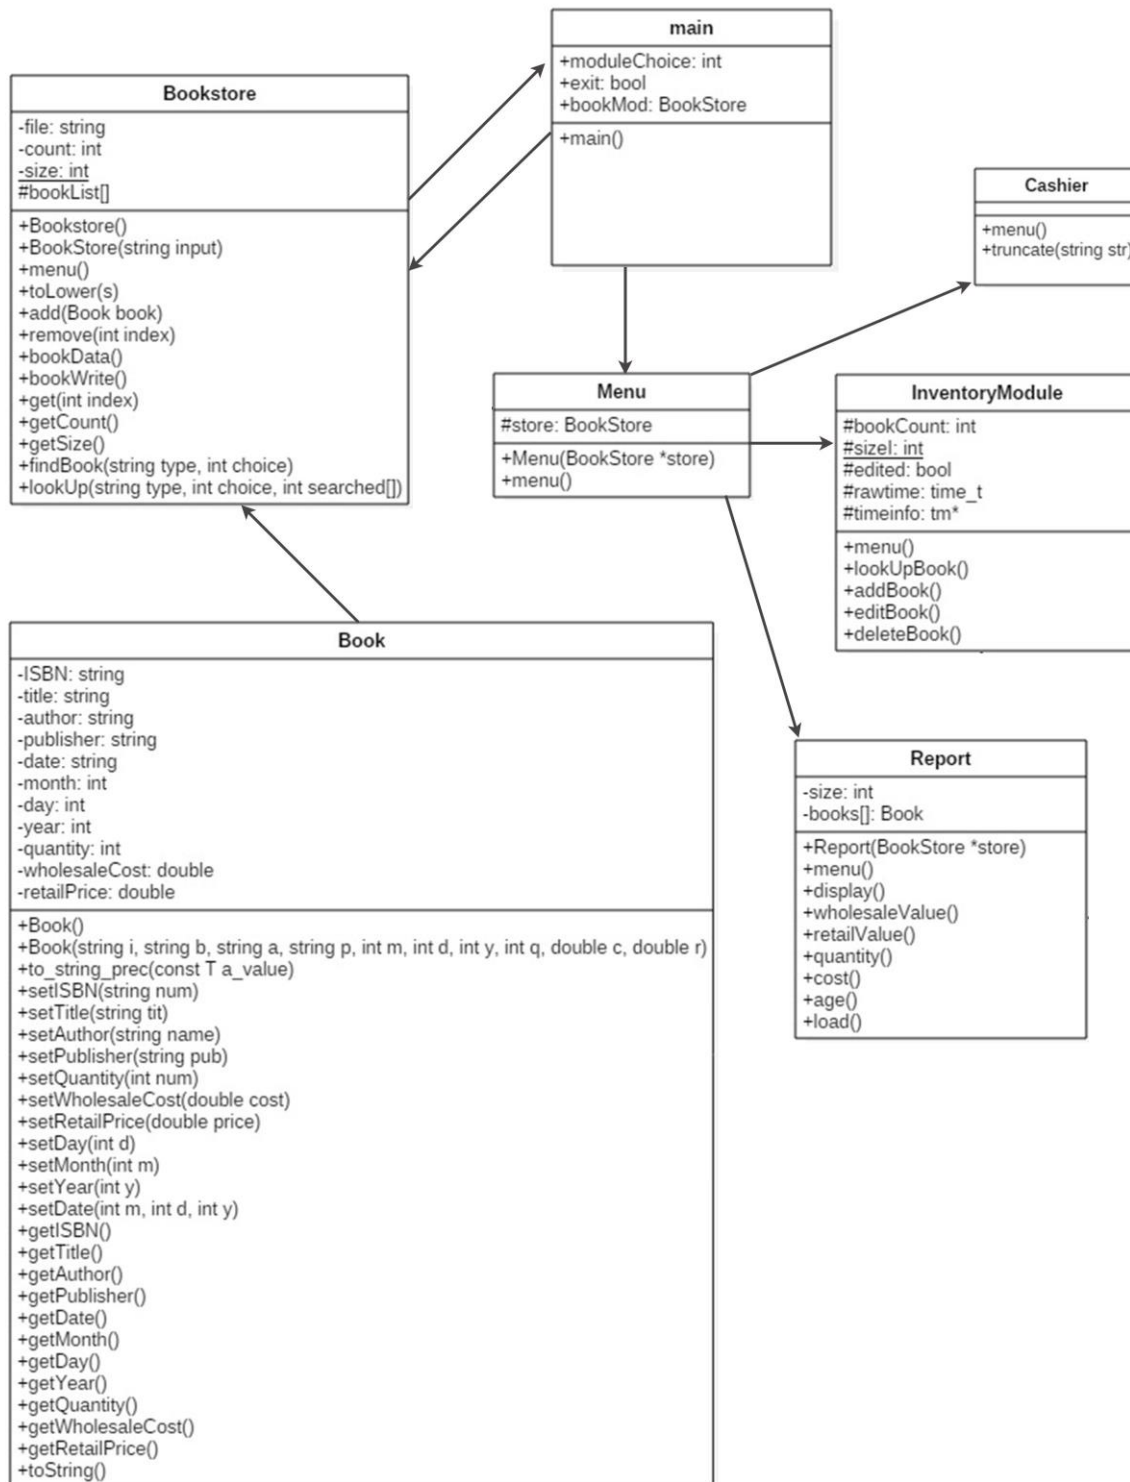 main
+moduleChoice: int
+exit: bool
+bookMod: BookStore
+main()
Bookstore
-file: string
-count: int
-size: int
#bookList[]
+Bookstore()
+BookStore(string input)
+menu()
+toLower(s)
+add(Book book)
+remove(int index)
+bookData()
+bookWrite()
+get(int index)
+getCount()
+getSize()
+findBook(string type, int choice)
+lookUp(string type, int choice, int searched[])
Cashier
+menu()
+truncate(string str)
Menu
#store: BookStore
+Menu(BookStore *store)
+menu()
InventoryModule
#bookCount: int
#sizeI: int
#edited: bool
#rawtime: time_t
#timeinfo: tm*
+menu()
+lookUpBook()
+addBook()
+editBook()
+deleteBook()
Book
-ISBN: string
-title: string
-author: string
-publisher: string
-date: string
-month: int
-day: int
-year: int
-quantity: int
-wholesaleCost: double
-retailPrice: double
+Book()
+Book(string i, string b, string a, string p, int m, int d, int y, int q, double c, double r)
+to_string_prec(const T a_value)
+setISBN(string num)
+setTitle(string tit)
+setAuthor(string name)
+setPublisher(string pub)
+setQuantity(int num)
+setWholesaleCost(double cost)
+setRetailPrice(double price)
+setDay(int d)
+setMonth(int m)
+setYear(int y)
+setDate(int m, int d, int y)
+getISBN()
+getTitle()
+getAuthor()
+getPublisher()
+getDate()
+getMonth()
+getDay()
+getYear()
+getQuantity()
+getWholesaleCost()
+getRetailPrice()
+toString()
Report
-size: int
-books[]: Book
+Report(BookStore *store)
+menu()
+display()
+wholesaleValue()
+retailValue()
+quantity()
+cost()
+age()
+load()